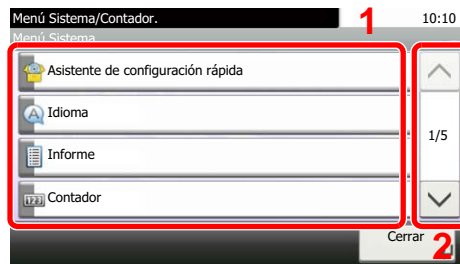 Menú Sistema/Contador.
1
10:10
Menú Sistema
Asistente de configuración rápida
Idioma
1/5
Informe
123 Contador
Cerrar
2